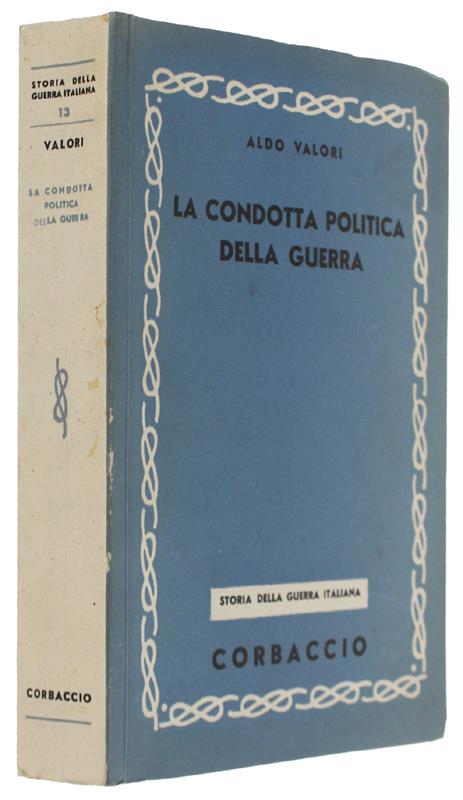 STORIA DELLA
GUERRA ITALIANA
13
VALORI
LA CONDOTTA
POLITICA
DELLA GUERRA
CORBACCIO
ALDO VALORI
LA CONDOTTA POLITICA
DELLA GUERRA
STORIA DELLA GUERRA ITALIANA
CORBACCIO